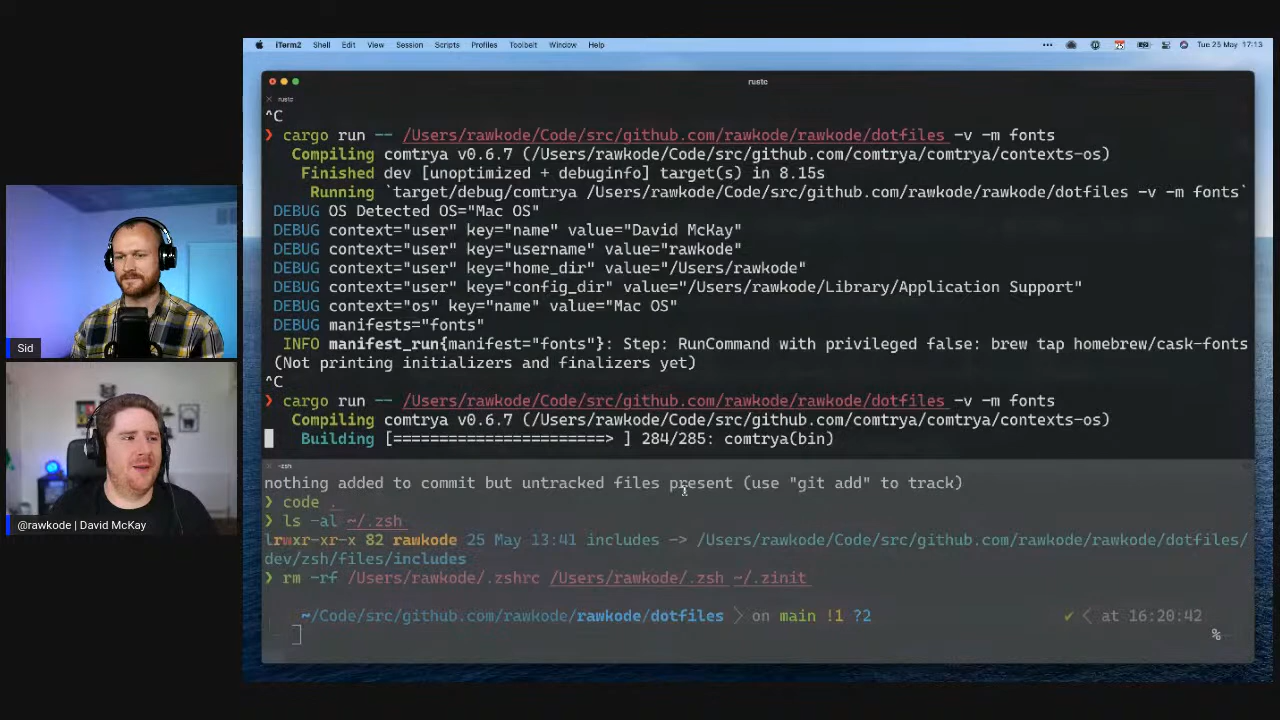 iTerm2 Shell Edit View Session Scripts Profiles Toolbelt Window Help
Tue 25 May 17:13
rustc
rustc
^C
❯ cargo run -- /Users/rawkode/Code/src/github.com/rawkode/rawkode/dotfiles -v -m fonts
Compiling comtrya v0.6.7 (/Users/rawkode/Code/src/github.com/comtrya/comtrya/contexts-os)
Finished dev [unoptimized + debuginfo] target(s) in 8.15s
Running `target/debug/comtrya /Users/rawkode/Code/src/github.com/rawkode/rawkode/dotfiles -v -m fonts`
DEBUG OS Detected OS="Mac OS"
DEBUG context="user" key="name" value="David McKay"
DEBUG context="user" key="username" value="rawkode"
DEBUG context="user" key="home_dir" value="/Users/rawkode"
DEBUG context="user" key="config_dir" value="/Users/rawkode/Library/Application Support"
DEBUG context="os" key="name" value="Mac OS"
DEBUG manifests="fonts"
INFO manifest_run{manifest="fonts"}: Step: RunCommand with privileged false: brew tap homebrew/cask-fonts
(Not printing initializers and finalizers yet)
^C
❯ cargo run -- /Users/rawkode/Code/src/github.com/rawkode/rawkode/dotfiles -v -m fonts
Compiling comtrya v0.6.7 (/Users/rawkode/Code/src/github.com/comtrya/comtrya/contexts-os)
Building [=======================> ] 284/285: comtrya(bin)
-zsh
nothing added to commit but untracked files present (use "git add" to track)
❯ code .
❯ ls -al ~/.zsh
lrwxr-xr-x 82 rawkode 25 May 13:41 includes -> /Users/rawkode/Code/src/github.com/rawkode/rawkode/dotfiles/
dev/zsh/files/includes
❯ rm -rf /Users/rawkode/.zshrc /Users/rawkode/.zsh ~/.zinit
~/Code/src/github.com/rawkode/rawkode/dotfiles on main !1 ?2 ✔ at 16:20:42
%
Sid
@rawkode | David McKay